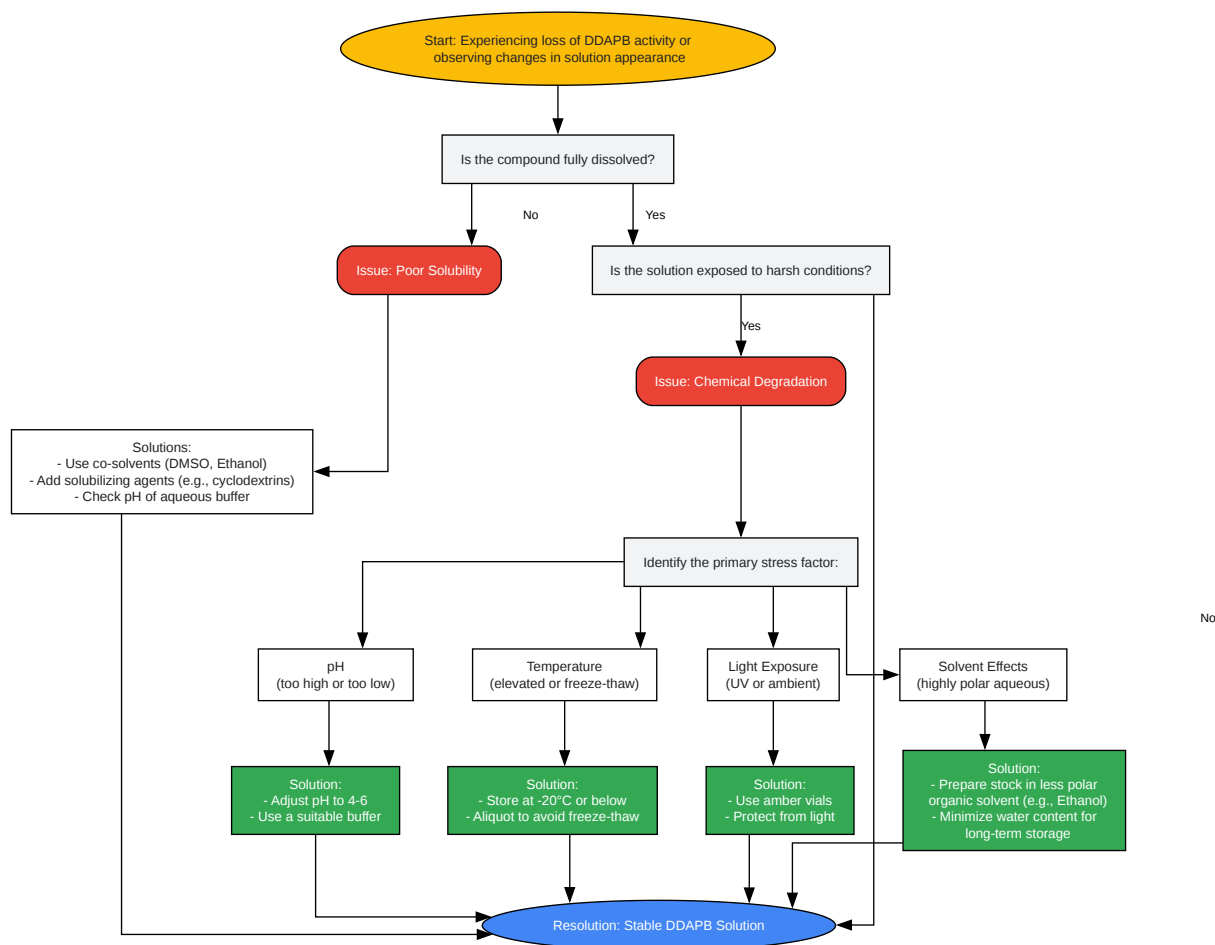 Start: Experiencing loss of DDAPB activity or
observing changes in solution appearance
Is the compound fully dissolved?
No
Yes
Issue: Poor Solubility
Is the solution exposed to harsh conditions?
Yes
Issue: Chemical Degradation
Solutions:
- Use co-solvents (DMSO, Ethanol)
- Add solubilizing agents (e.g., cyclodextrins)
- Check pH of aqueous buffer
Identify the primary stress factor:
No
pH
(too high or too low)
Temperature
(elevated or freeze-thaw)
Light Exposure
(UV or ambient)
Solvent Effects
(highly polar aqueous)
Solution:
- Adjust pH to 4-6
- Use a suitable buffer
Solution:
- Store at -20°C or below
- Aliquot to avoid freeze-thaw
Solution:
- Use amber vials
- Protect from light
Solution:
- Prepare stock in less polar
organic solvent (e.g., Ethanol)
- Minimize water content for
long-term storage
Resolution: Stable DDAPB Solution